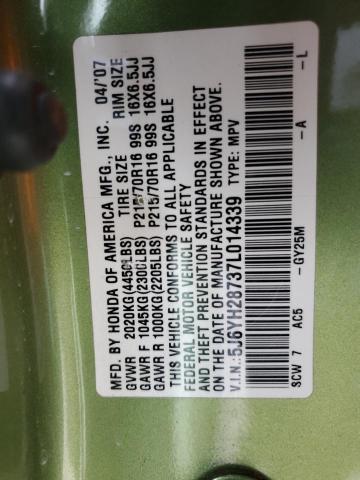 MFD. BY HONDA OF AMERICA MFG., INC. 04/'07
TIRE SIZE RIM SIZE
GVWR 2020KG(4450LBS)
GAWR F 1045KG(2300LBS) P215/70R16 99S 16X6.5JJ
GAWR R 1000KG(2205LBS) P215/70R16 99S 16X6.5JJ
THIS VEHICLE CONFORMS TO ALL APPLICABLE
FEDERAL MOTOR VEHICLE SAFETY
AND THEFT PREVENTION STANDARDS IN EFFECT
ON THE DATE OF MANUFACTURE SHOWN ABOVE.
V.I.N.:5J6YH28737L014339 TYPE: MPV
SCW 7 AC5 -GY25M -A -L